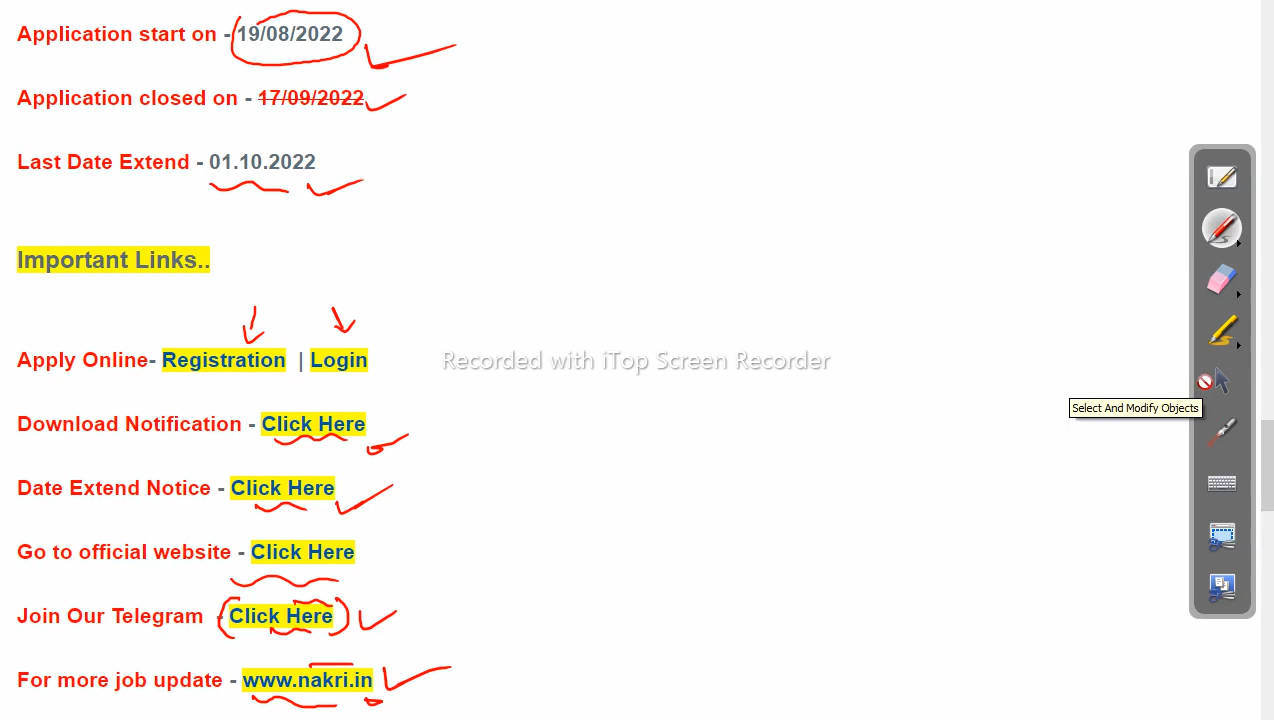 Application start on - 19/08/2022
Application closed on - 17/09/2022
Last Date Extend - 01.10.2022
Important Links..
Apply Online- Registration | Login
Recorded with iTop Screen Recorder
Download Notification - Click Here
Select And Modify Objects
Date Extend Notice - Click Here
Go to official website - Click Here
Join Our Telegram - Click Here
For more job update - www.nakri.in